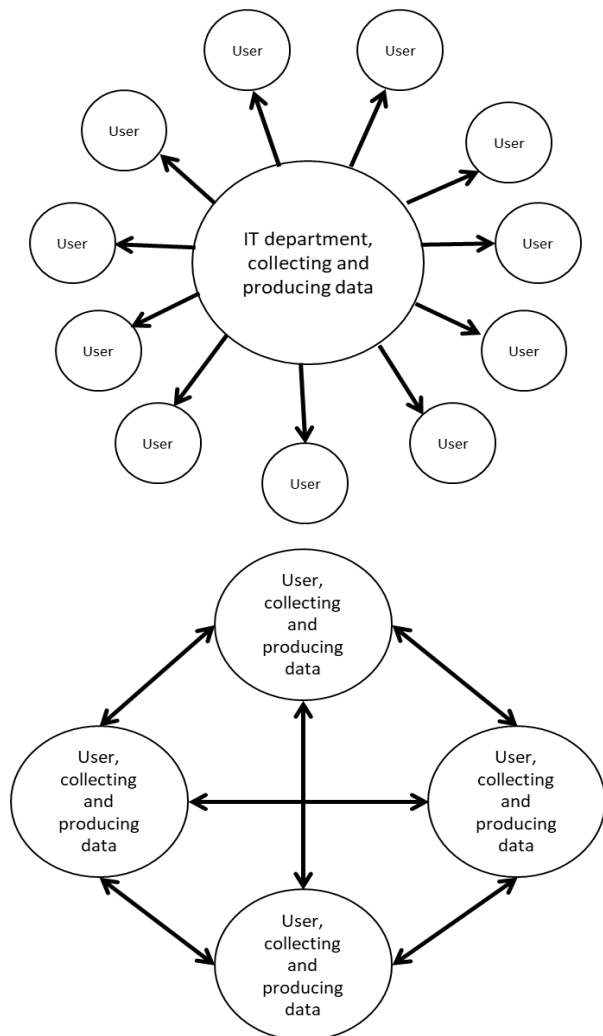 User
User
User
User
IT department,
collecting and
producing data
User
User
User
User
User
User
User
User,
collecting
and
producing
data
User,
collecting
and
producing
data
User,
collecting
and
producing
data
User,
collecting
and
producing
data